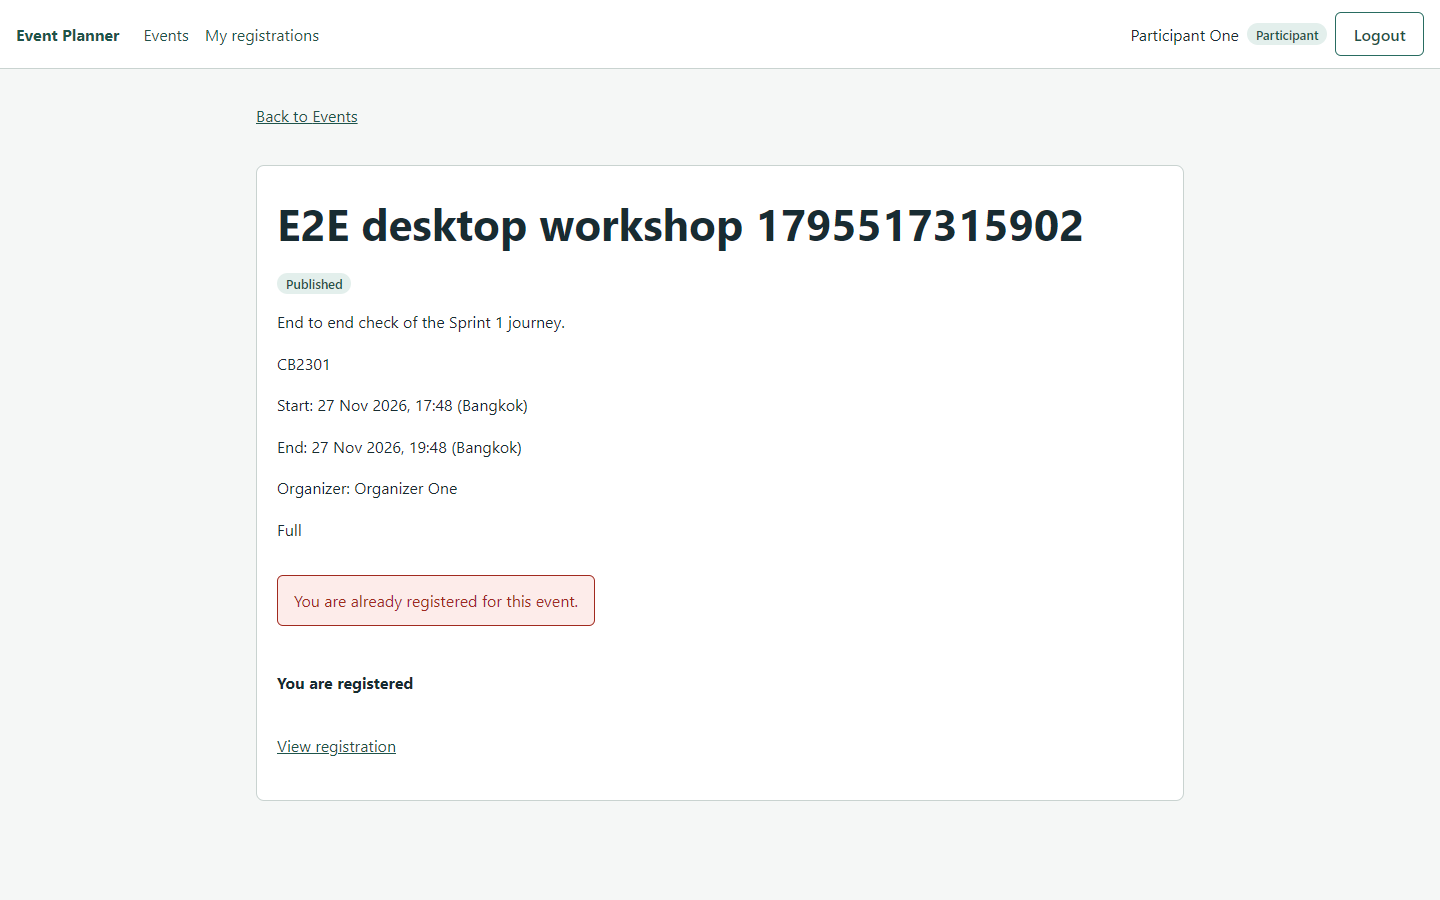 Event Planner Events My registrations Participant One Participant Logout
Back to Events
E2E desktop workshop 1795517315902
Published
End to end check of the Sprint 1 journey.
CB2301
Start: 27 Nov 2026, 17:48 (Bangkok)
End: 27 Nov 2026, 19:48 (Bangkok)
Organizer: Organizer One
Full
You are already registered for this event.
You are registered
View registration